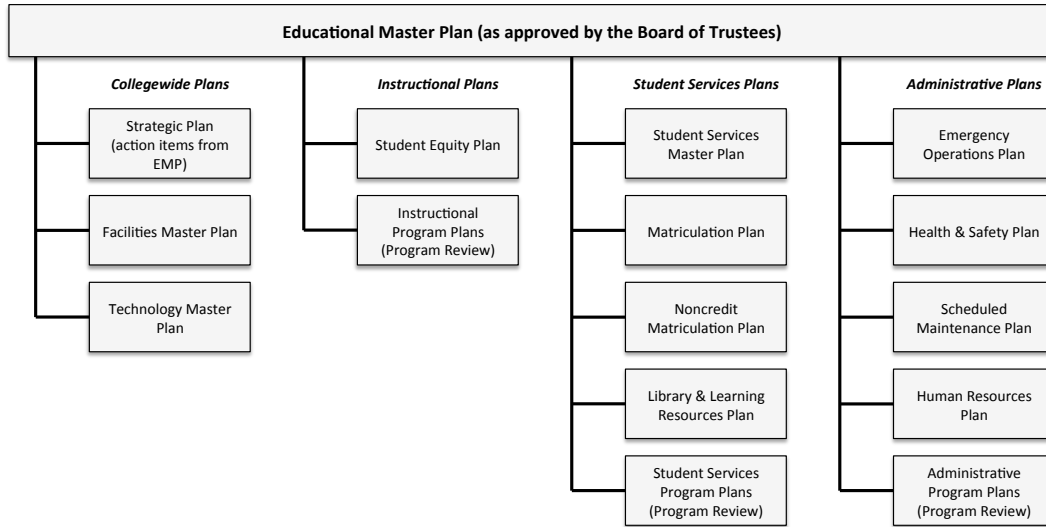 Educational Master Plan (as approved by the Board of Trustees)
Collegewide Plans
Strategic Plan
(action items from
EMP)
Facilities Master Plan
Technology Master
Plan
Instructional Plans
Student Equity Plan
Instructional
Program Plans
(Program Review)
Student Services Plans
Student Services
Master Plan
Matriculation Plan
Noncredit
Matriculation Plan
Library & Learning
Resources Plan
Student Services
Program Plans
(Program Review)
Administrative Plans
Emergency
Operations Plan
Health & Safety Plan
Scheduled
Maintenance Plan
Human Resources
Plan
Administrative
Program Plans
(Program Review)